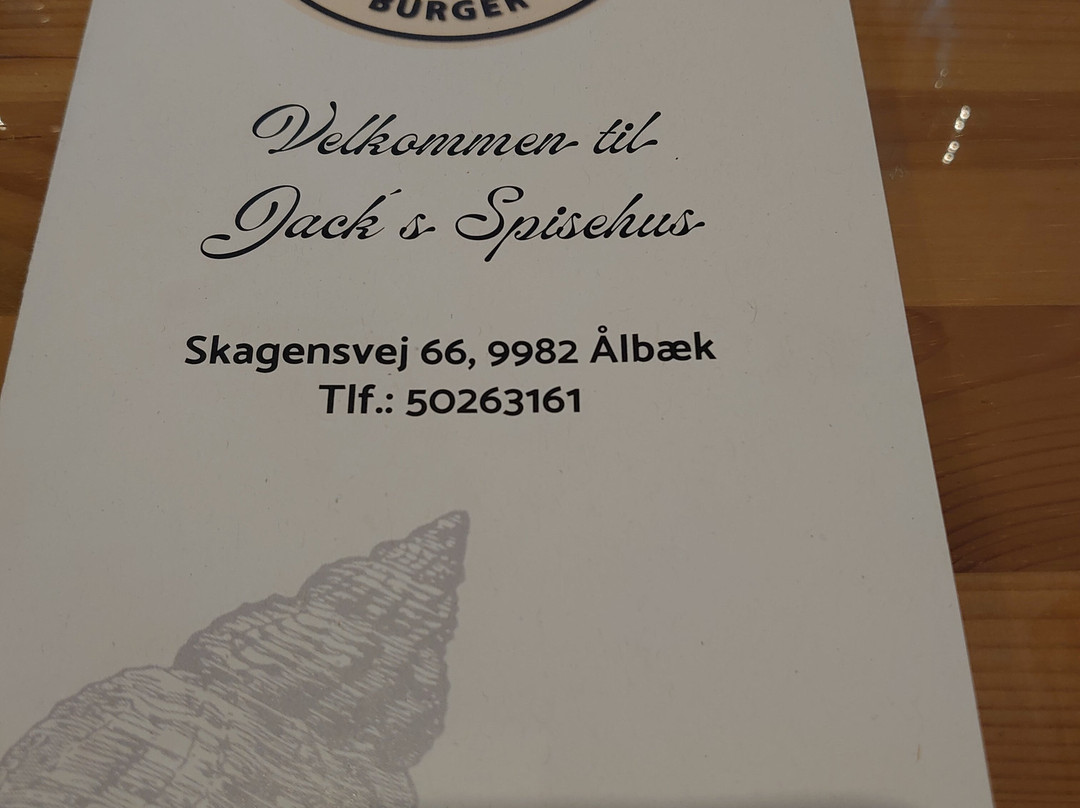 BURGER
Velkommen til
Jack´s Spisehus
Skagensvej 66, 9982 Ålbæk
Tlf.: 50263161